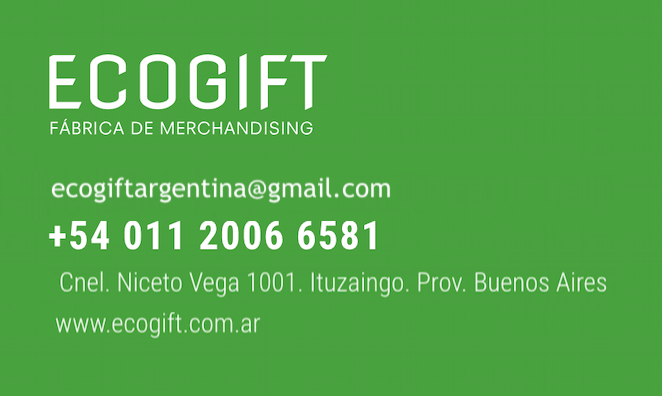 ECOGIFT
FÁBRICA DE MERCHANDISING
ecogiftargentina@gmail.com
+54 011 2006 6581
Cnel. Niceto Vega 1001. Ituzaingo. Prov. Buenos Aires
www.ecogift.com.ar